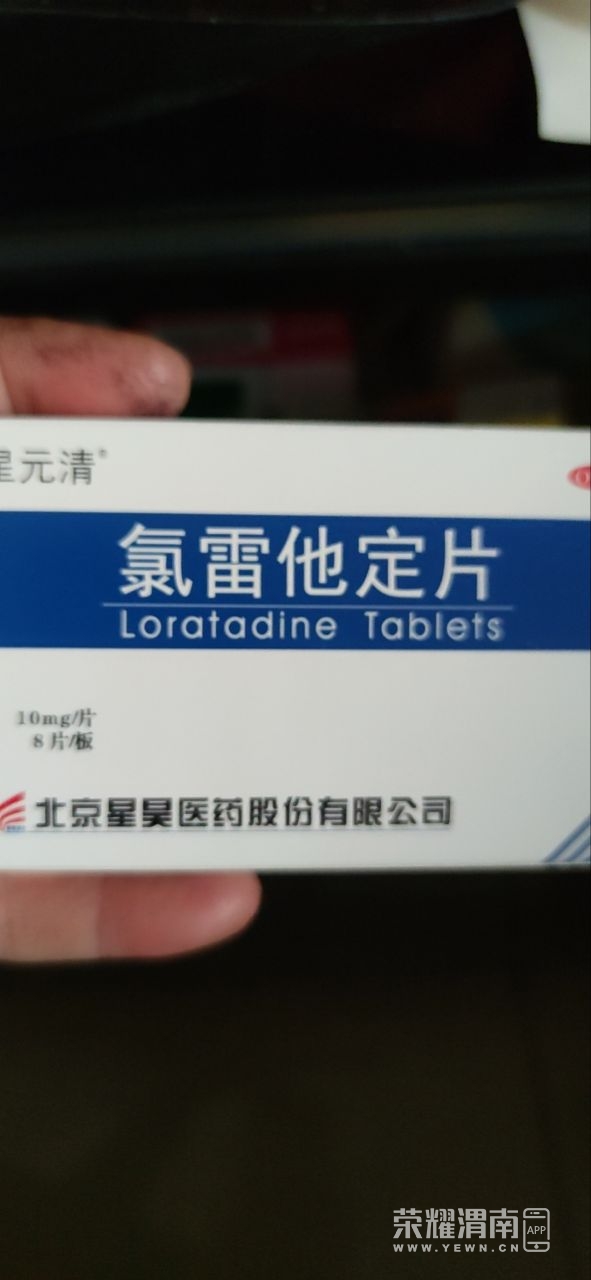 星元清®
氯雷他定片
Loratadine Tablets
10mg/片
8片/板
北京星昊医药股份有限公司
荣耀渭南 APP
WWW.YEWN.CN